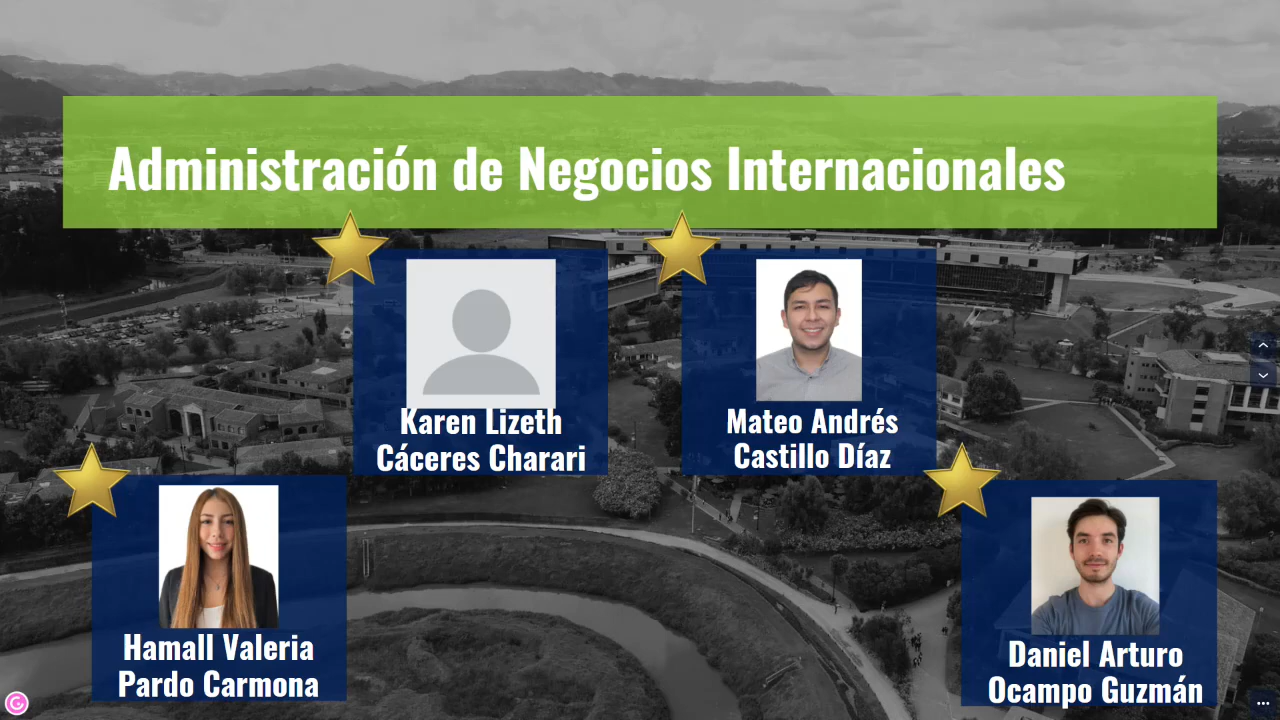 Administración de Negocios Internacionales
Karen Lizeth
Cáceres Charari
Mateo Andrés
Castillo Díaz
Hamall Valeria
Pardo Carmona
Daniel Arturo
Ocampo Guzmán